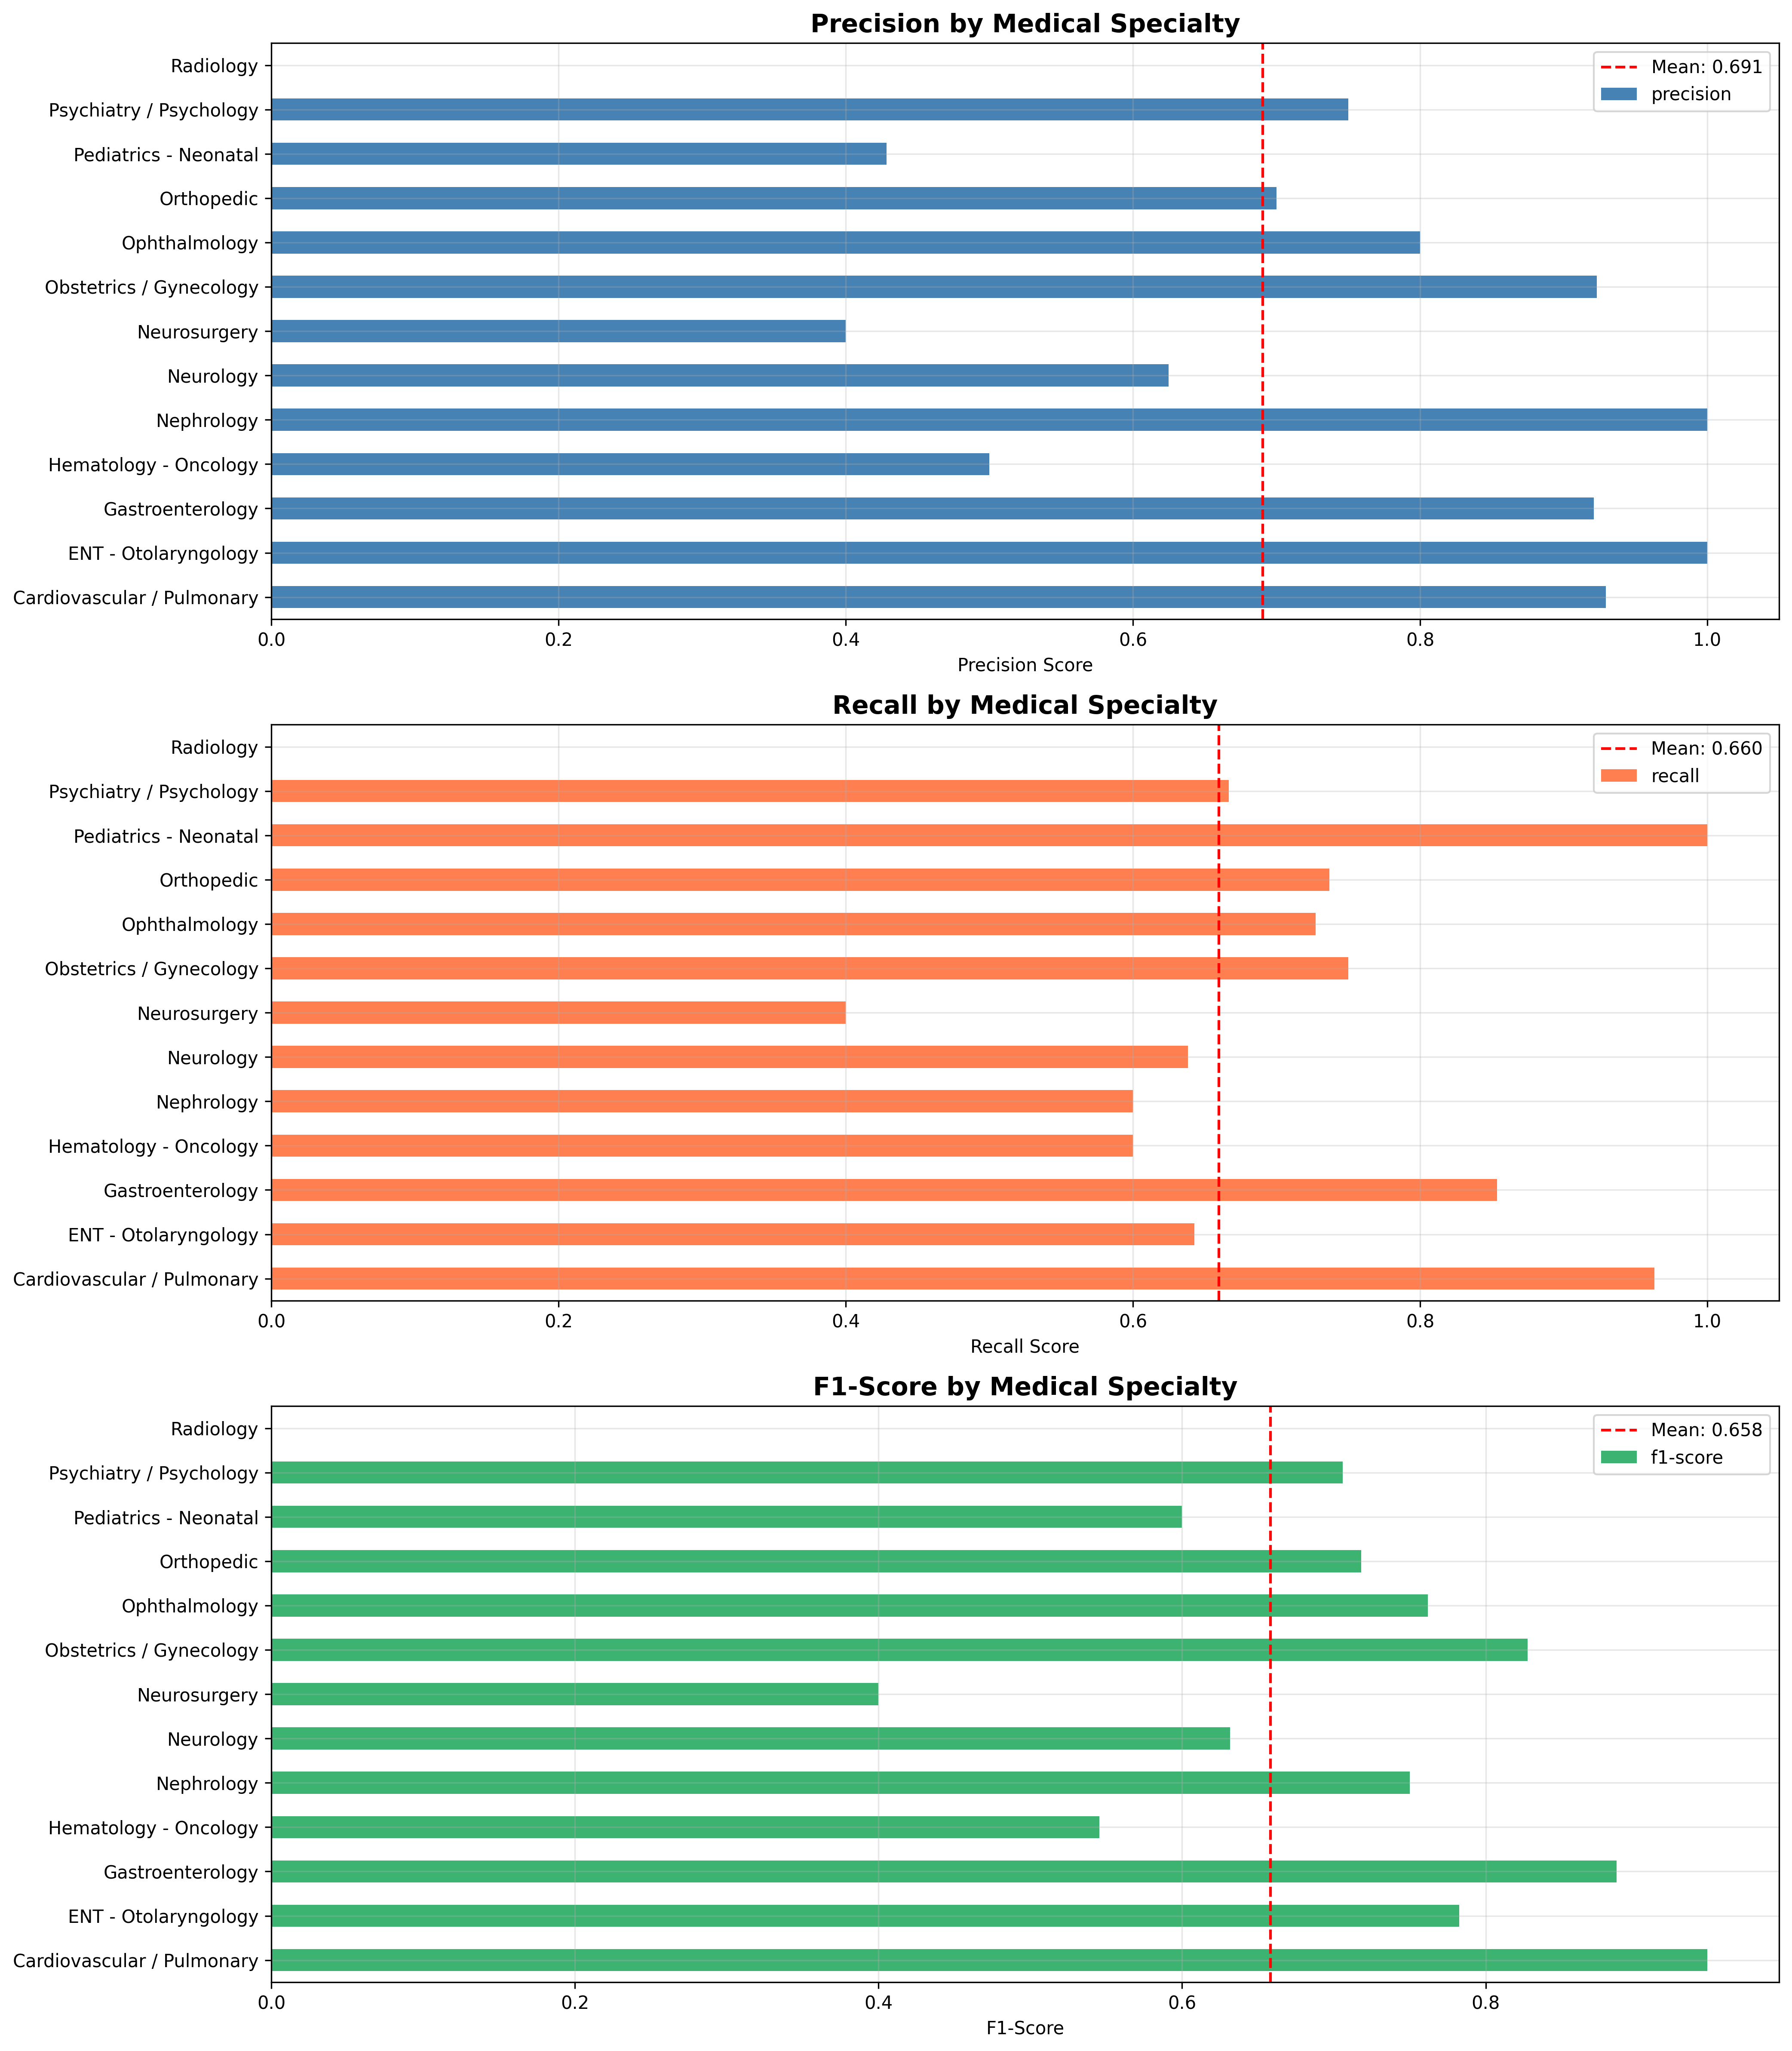 Precision by Medical Specialty
Radiology
Psychiatry / Psychology
Pediatrics - Neonatal
Orthopedic
Ophthalmology
Obstetrics / Gynecology
Neurosurgery
Neurology
Nephrology
Hematology - Oncology
Gastroenterology
ENT - Otolaryngology
Cardiovascular / Pulmonary
Mean: 0.691
precision
0.0 0.2 0.4 0.6 0.8 1.0
Precision Score
Recall by Medical Specialty
Radiology
Psychiatry / Psychology
Pediatrics - Neonatal
Orthopedic
Ophthalmology
Obstetrics / Gynecology
Neurosurgery
Neurology
Nephrology
Hematology - Oncology
Gastroenterology
ENT - Otolaryngology
Cardiovascular / Pulmonary
Mean: 0.660
recall
0.0 0.2 0.4 0.6 0.8 1.0
Recall Score
F1-Score by Medical Specialty
Radiology
Psychiatry / Psychology
Pediatrics - Neonatal
Orthopedic
Ophthalmology
Obstetrics / Gynecology
Neurosurgery
Neurology
Nephrology
Hematology - Oncology
Gastroenterology
ENT - Otolaryngology
Cardiovascular / Pulmonary
Mean: 0.658
f1-score
0.0 0.2 0.4 0.6 0.8
F1-Score